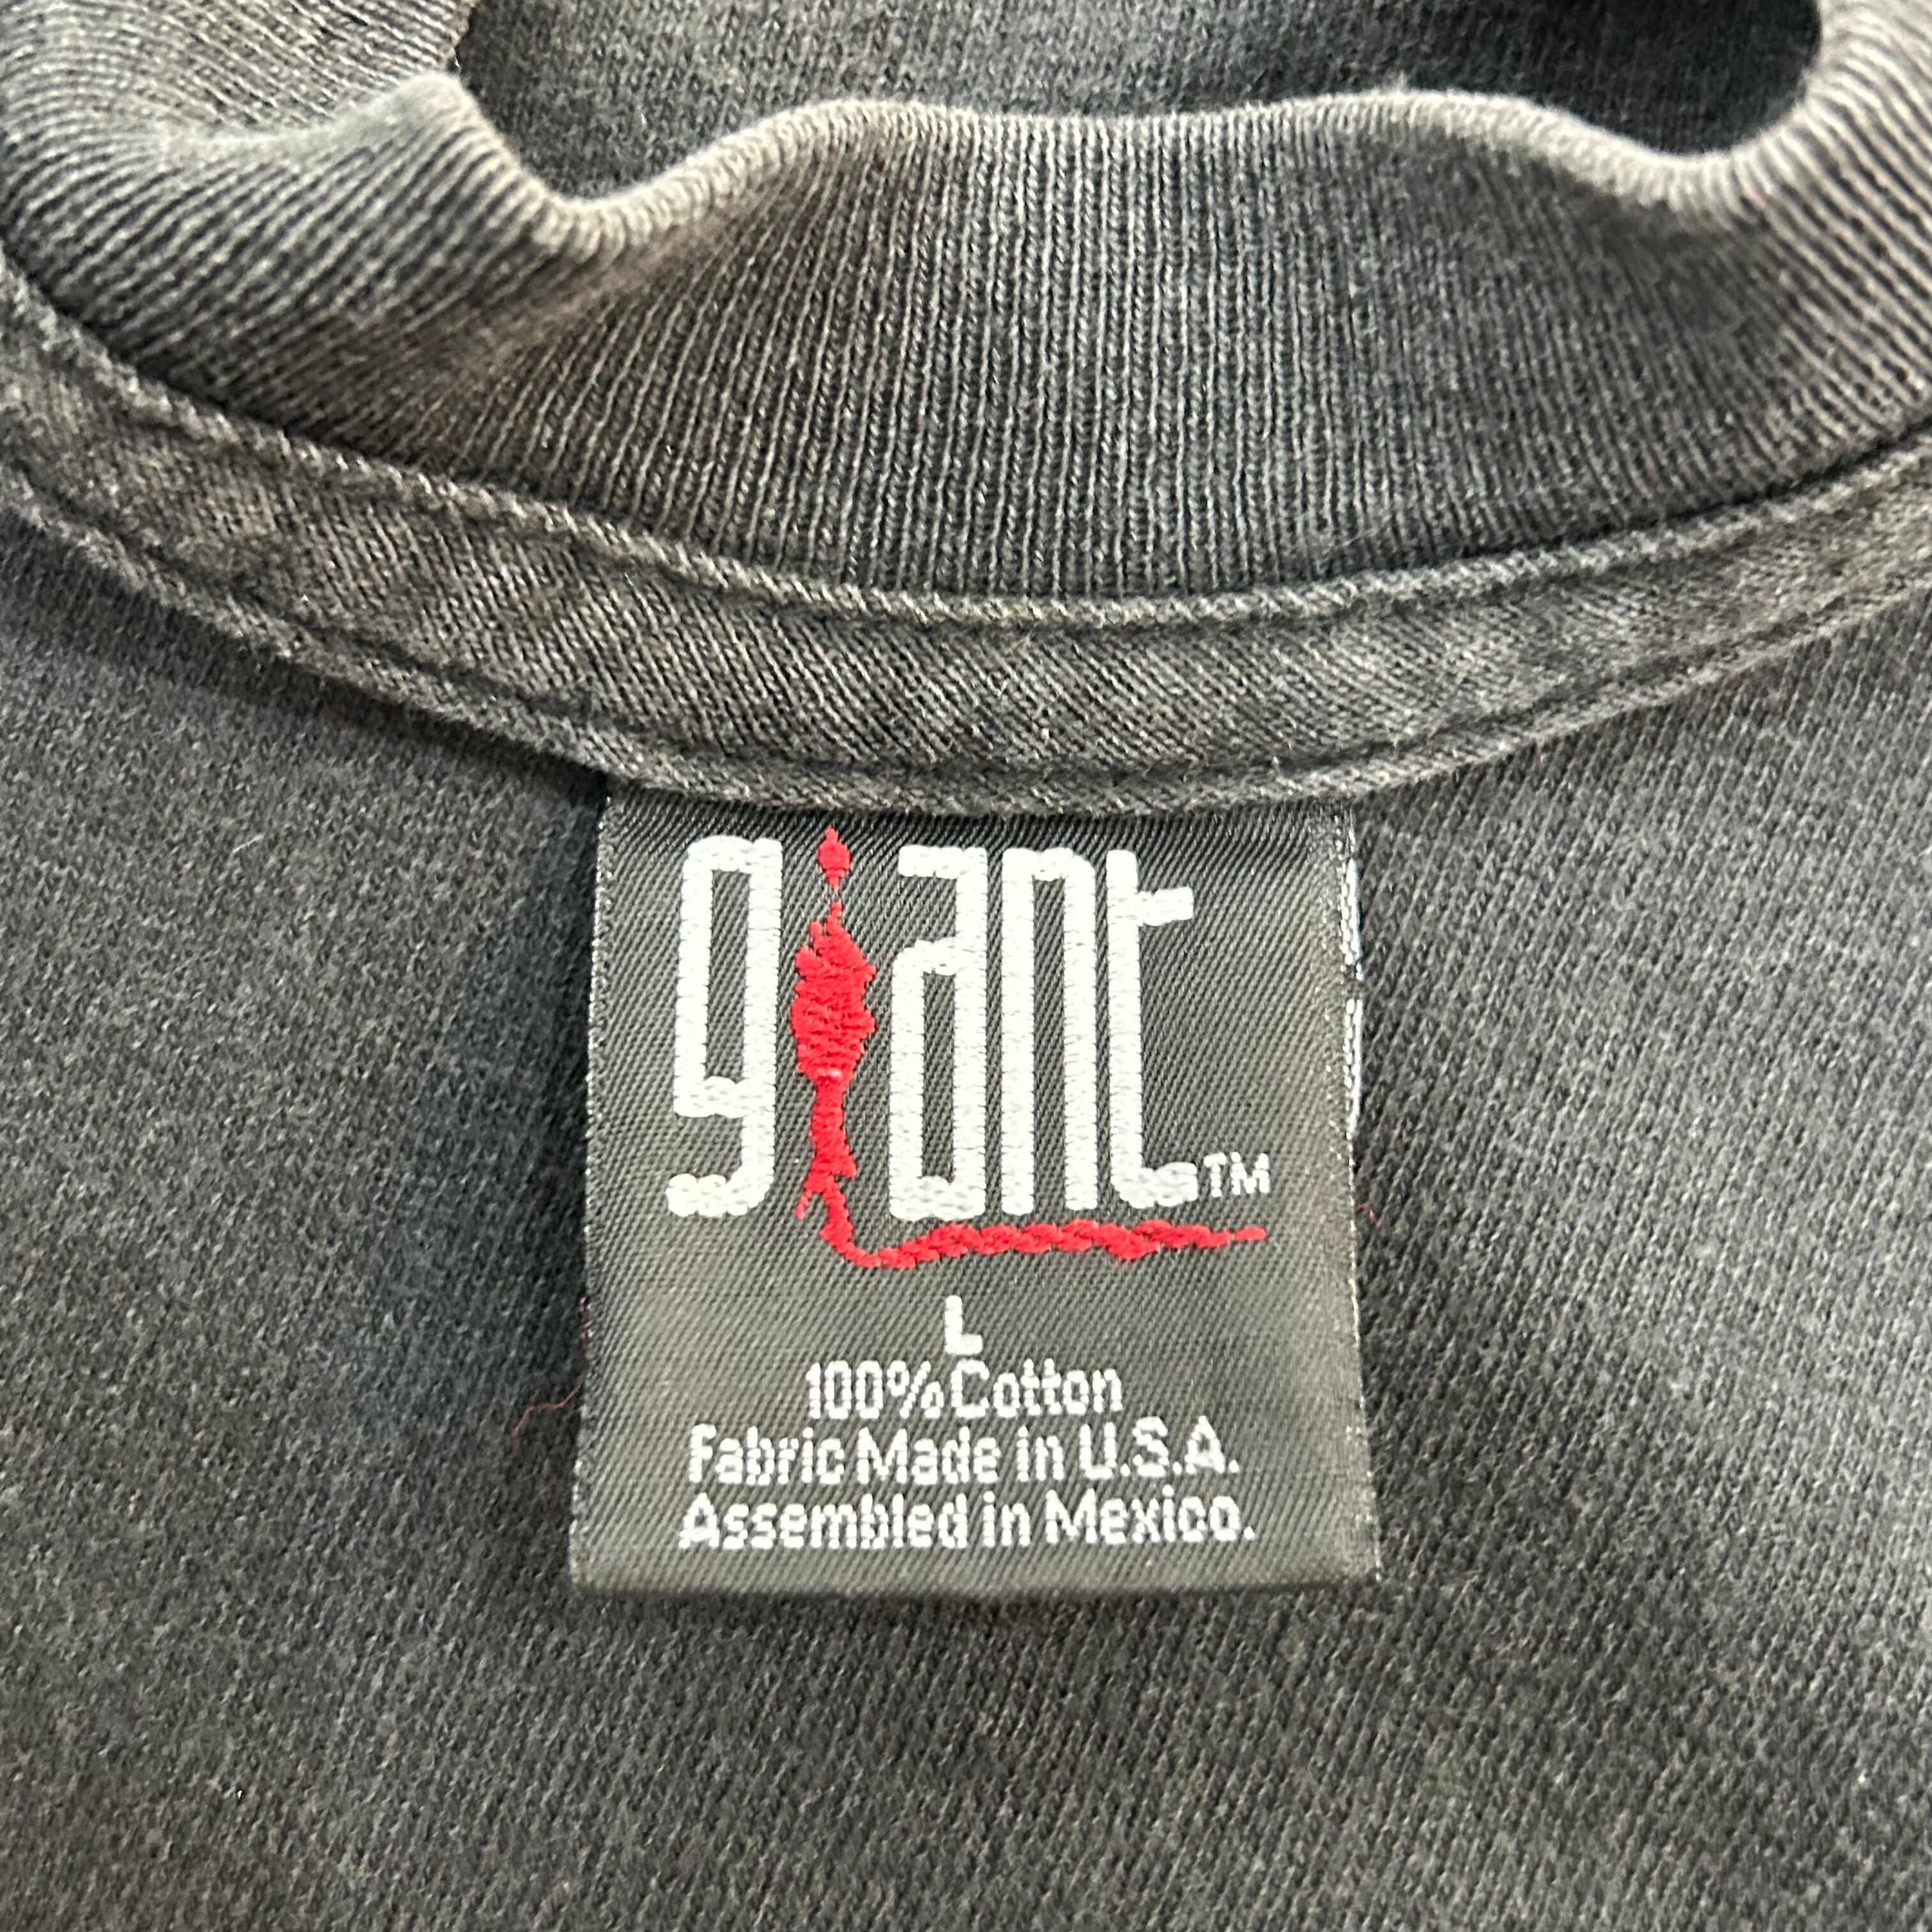 giant™
L
100% Cotton
Fabric Made in U.S.A.
Assembled in Mexico.